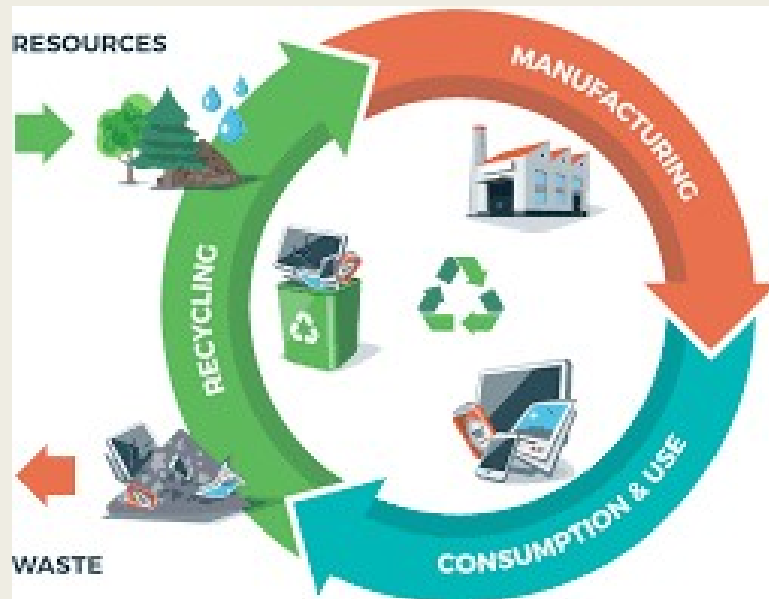 RESOURCES
MANUFACTURING
RECYCLING
CONSUMPTION & USE
WASTE